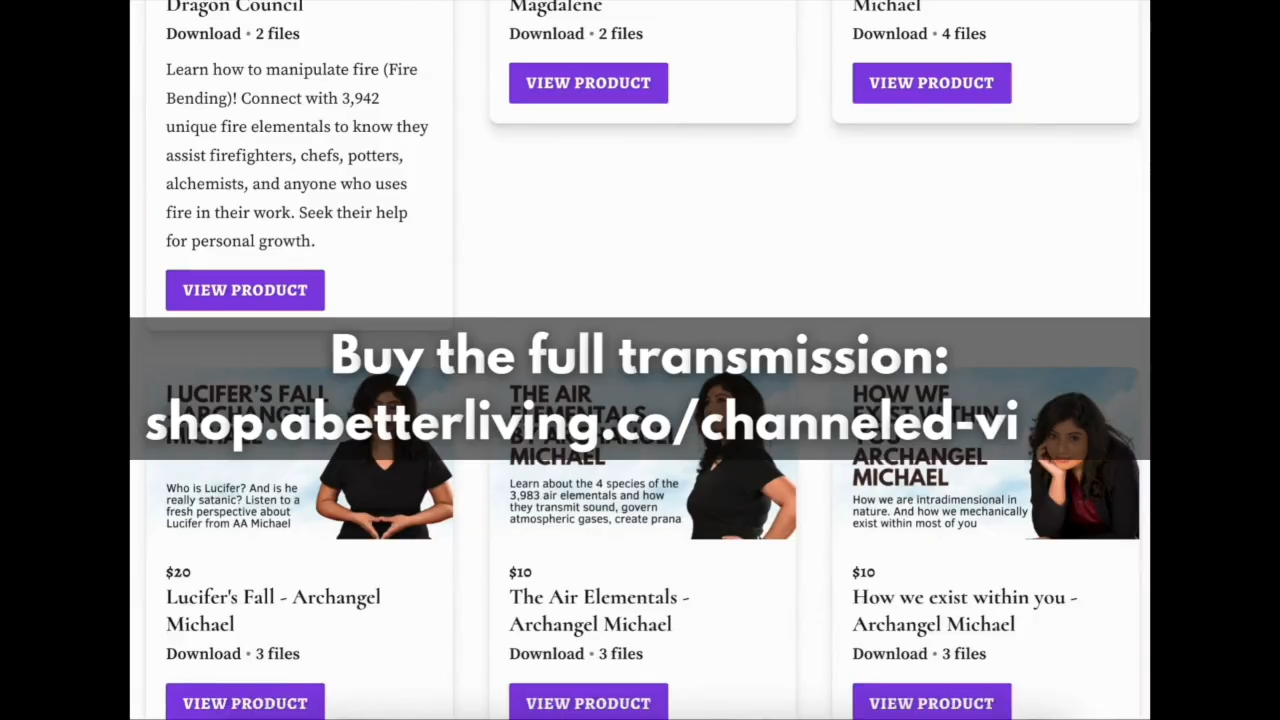 Dragon Council
Download • 2 files
Learn how to manipulate fire (Fire
Bending)! Connect with 3,942
unique fire elementals to know they
assist firefighters, chefs, potters,
alchemists, and anyone who uses
fire in their work. Seek their help
for personal growth.
VIEW PRODUCT
Magdalene
Download • 2 files
VIEW PRODUCT
Michael
Download • 4 files
VIEW PRODUCT
Buy the full transmission:
shop.abetterliving.co/channeled-vi
LUCIFER'S FALL
Who is Lucifer? And is he
really satanic? Listen to a
fresh perspective about
Lucifer from AA Michael
$20
Lucifer's Fall - Archangel
Michael
Download • 3 files
VIEW PRODUCT
THE AIR
ELEMENTALS
MICHAEL
Learn about the 4 species of the
3,983 air elementals and how
they transmit sound, govern
atmospheric gases, create prana
$10
The Air Elementals -
Archangel Michael
Download • 3 files
VIEW PRODUCT
HOW WE
EXIST WITHIN
YOU
ARCHANGEL
MICHAEL
How we are intradimensional in
nature. And how we mechanically
exist within most of you
$10
How we exist within you -
Archangel Michael
Download • 3 files
VIEW PRODUCT